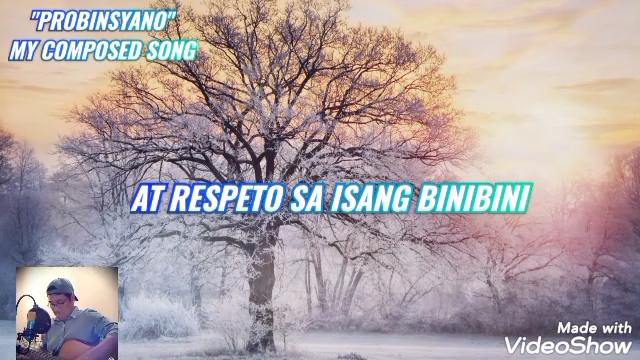 "PROBINSYANO"
MY COMPOSED SONG
AT RESPETO SA ISANG BINIBINI
Made with
VideoShow